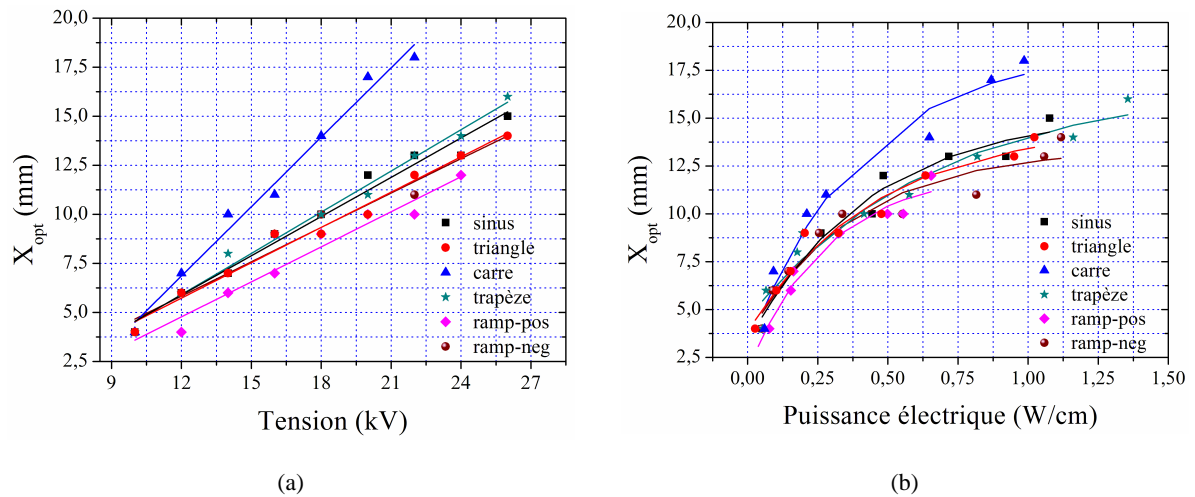 20,0
17,5
15,0
12,5
10,0
7,5
5,0
2,5
X_opt (mm)
9 12 15 18 21 24 27
Tension (kV)
sinus
triangle
carre
trapèze
ramp-pos
ramp-neg
(a)
20,0
17,5
15,0
12,5
10,0
7,5
5,0
2,5
X_opt (mm)
0,00 0,25 0,50 0,75 1,00 1,25 1,50
Puissance électrique (W/cm)
sinus
triangle
carre
trapèze
ramp-pos
ramp-neg
(b)